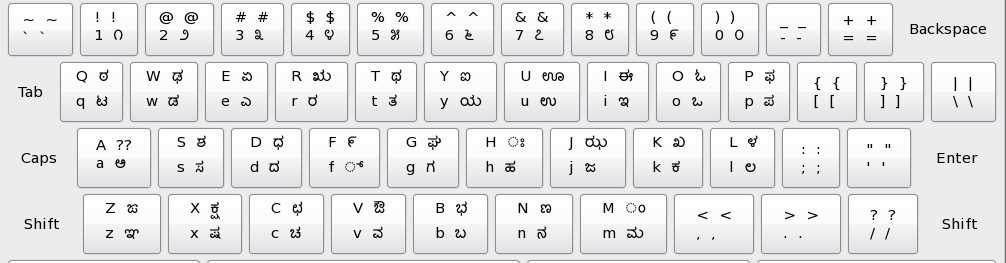 ~ ~ ! ! @ @ # # $ $ % % ^ ^ & & * * ( ( ) ) _ _ + + Backspace
` ` 1 ೧ 2 ೨ 3 ೩ 4 ೪ 5 ೫ 6 ೬ 7 ೭ 8 ೮ 9 ೯ 0 ೦ - - = =
Tab Q ಠ W ಢ E ಏ R ಋ T ಥ Y ಐ U ಊ I ಈ O ಓ P ಫ { { } } | |
q ಟ w ಡ e ಎ r ರ t ತ y ಯ u ಉ i ಇ o ಒ p ಪ [ [ ] ] \ \
Caps A ?? S ಶ D ಧ F ೯ G ಘ H ಃ J ಝ K ಖ L ಳ : : " " Enter
a ಅ s ಸ d ದ f ್ g ಗ h ಹ j ಜ k ಕ l ಲ ; ; ' '
Shift Z ಙ X ಕ್ಷ C ಛ V ಔ B ಭ N ಣ M ಂ < < > > ? ? Shift
z ಞ x ಷ c ಚ v ವ b ಬ n ನ m ಮ , , . . / /